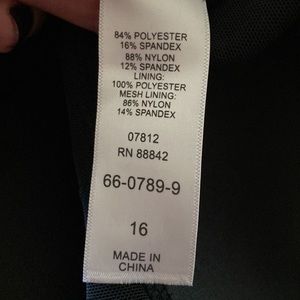 84% POLYESTER
16% SPANDEX
88% NYLON
12% SPANDEX
LINING:
100% POLYESTER
MESH LINING:
86% NYLON
14% SPANDEX
07812
RN 88842
66-0789-9
16
MADE IN
CHINA